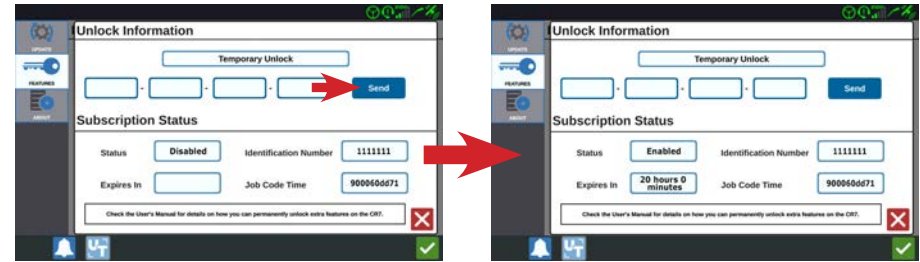 Unlock Information
UPDATE
Temporary Unlock
FEATURES
- - - Send
ABOUT
Subscription Status
Status Disabled Identification Number 1111111
Expires In Job Code Time 900060dd71
Check the User's Manual for details on how you can permanently unlock extra features on the CR7.
UT
Unlock Information
UPDATE
Temporary Unlock
FEATURES
- - - Send
ABOUT
Subscription Status
Status Enabled Identification Number 1111111
Expires In 20 hours 0 minutes Job Code Time 900060dd71
Check the User's Manual for details on how you can permanently unlock extra features on the CR7.
UT